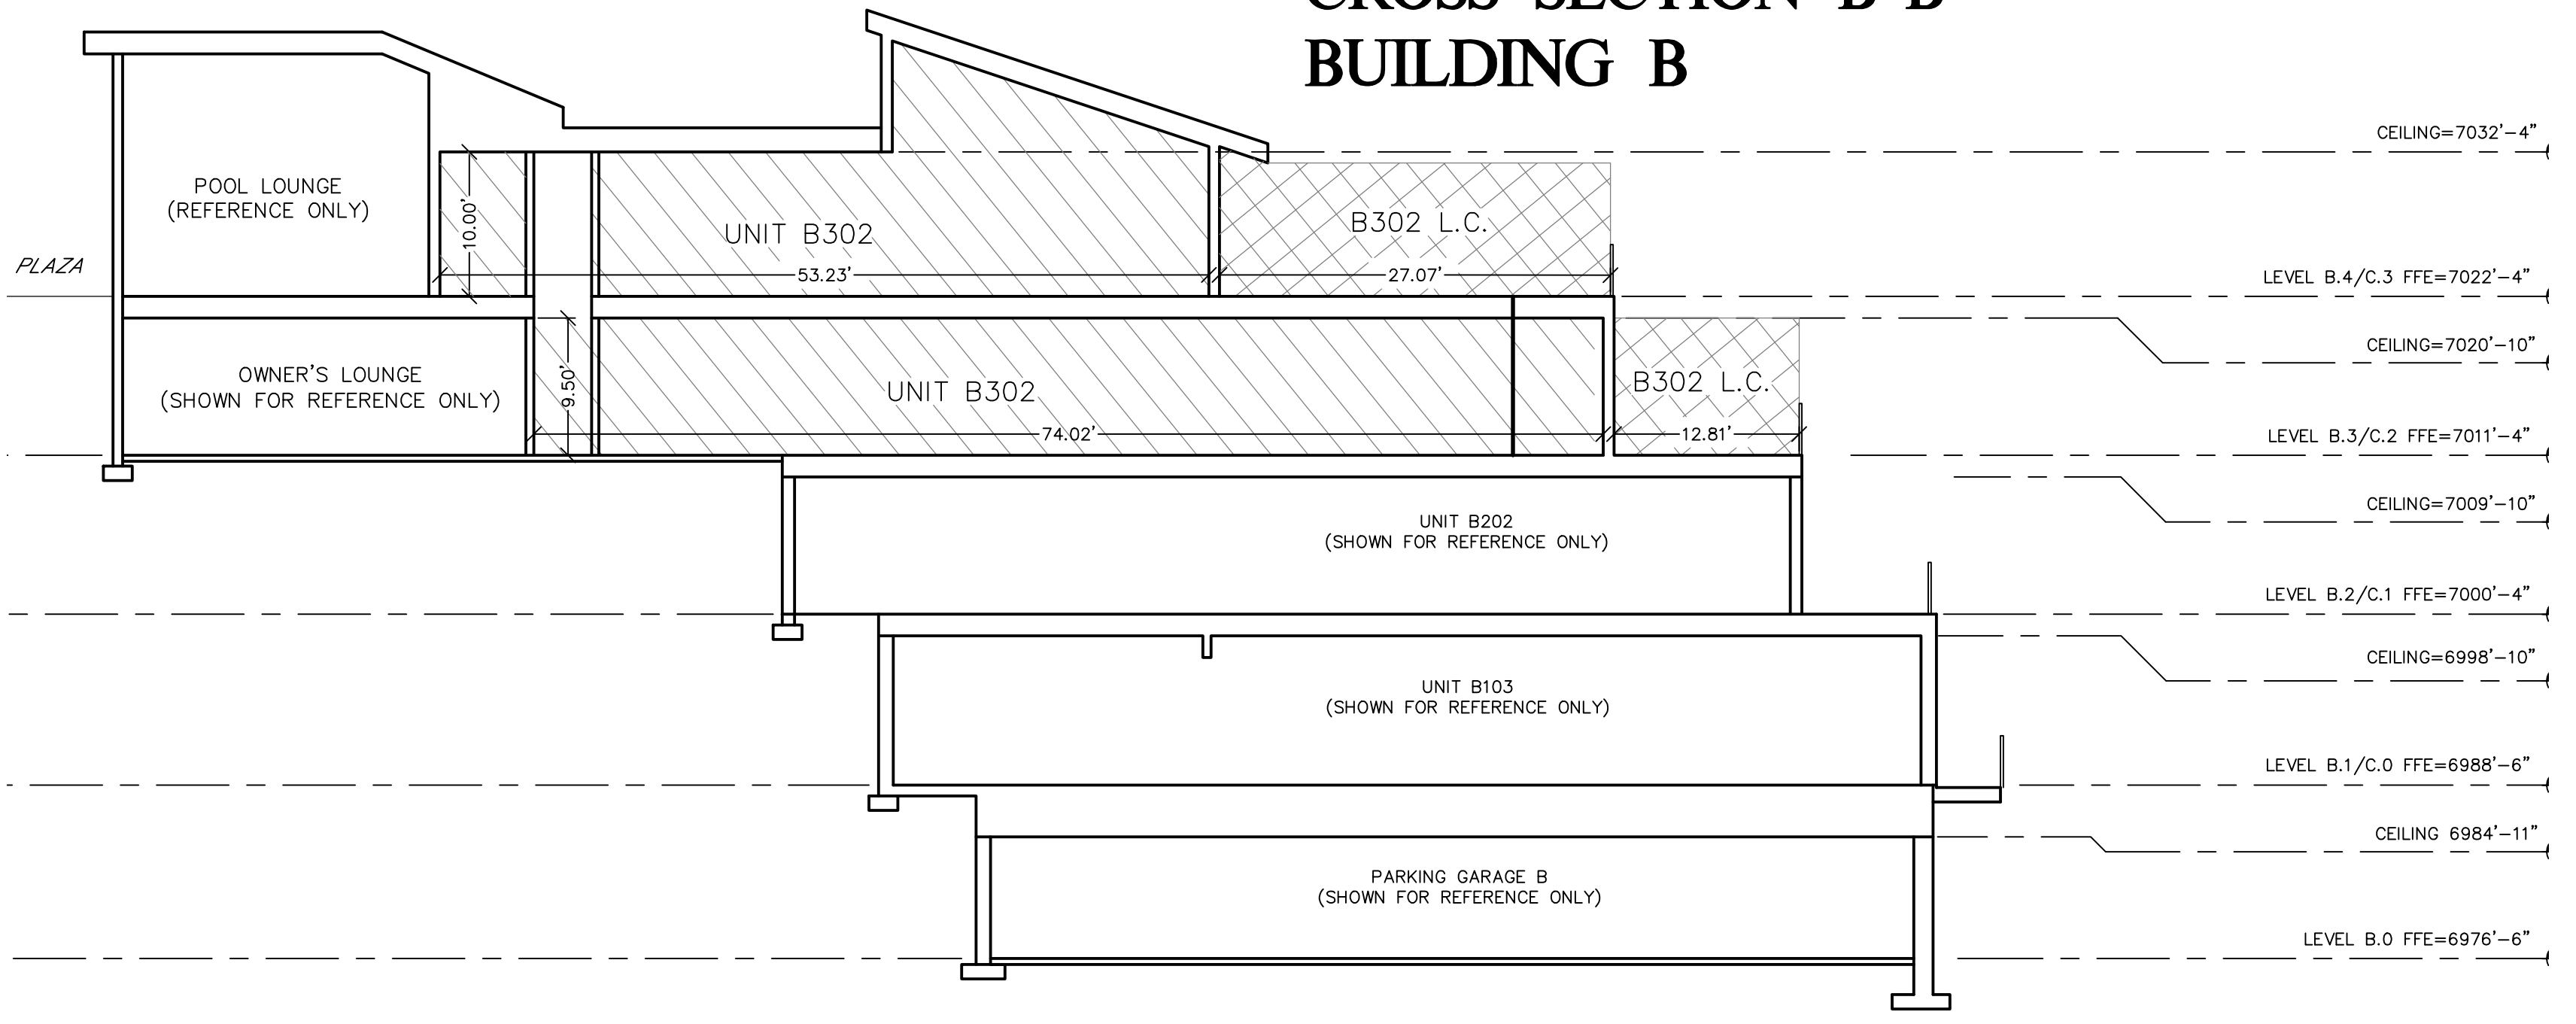 CROSS SECTION B-B
BUILDING B
CEILING=7032'-4"
POOL LOUNGE
(REFERENCE ONLY)
10.00'
UNIT B302
B302 L.C.
PLAZA
53.23'
27.07'
LEVEL B.4/C.3 FFE=7022'-4"
CEILING=7020'-10"
OWNER'S LOUNGE
(SHOWN FOR REFERENCE ONLY)
9.50'
UNIT B302
B302 L.C.
74.02'
12.81'
LEVEL B.3/C.2 FFE=7011'-4"
CEILING=7009'-10"
UNIT B202
(SHOWN FOR REFERENCE ONLY)
LEVEL B.2/C.1 FFE=7000'-4"
CEILING=6998'-10"
UNIT B103
(SHOWN FOR REFERENCE ONLY)
LEVEL B.1/C.0 FFE=6988'-6"
CEILING 6984'-11"
PARKING GARAGE B
(SHOWN FOR REFERENCE ONLY)
LEVEL B.0 FFE=6976'-6"